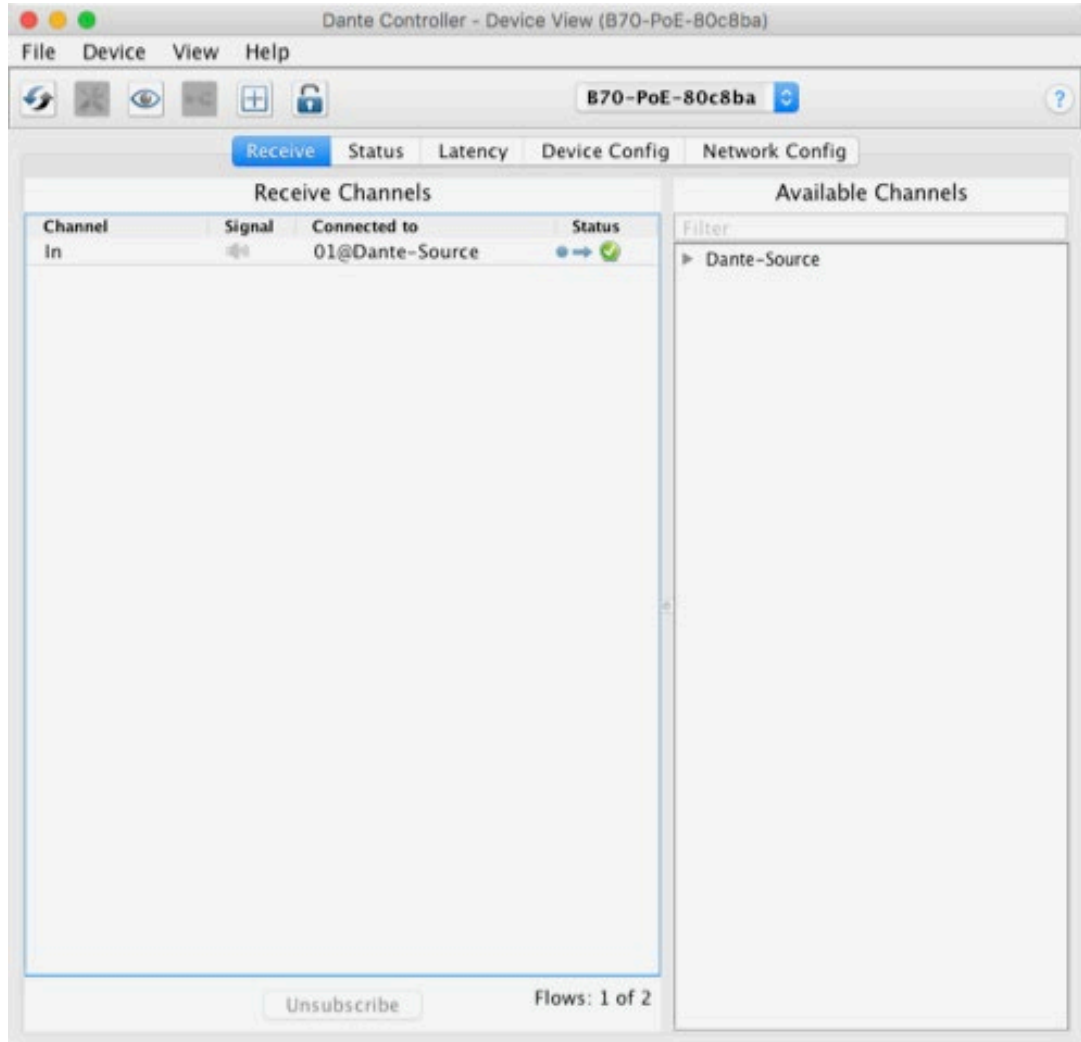 Dante Controller - Device View (B70-PoE-80c8ba)
File Device View Help
B70-PoE-80c8ba ?
Receive Status Latency Device Config Network Config
Receive Channels
Channel Signal Connected to Status
In 01@Dante-Source
Unsubscribe Flows: 1 of 2
Available Channels
Filter
Dante-Source